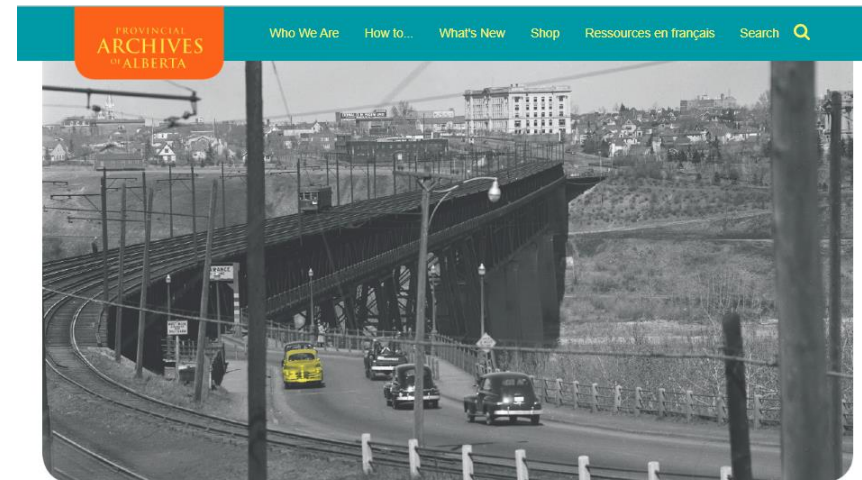 PROVINCIAL
ARCHIVES
OF ALBERTA
Who We Are How to... What's New Shop Ressources en français Search